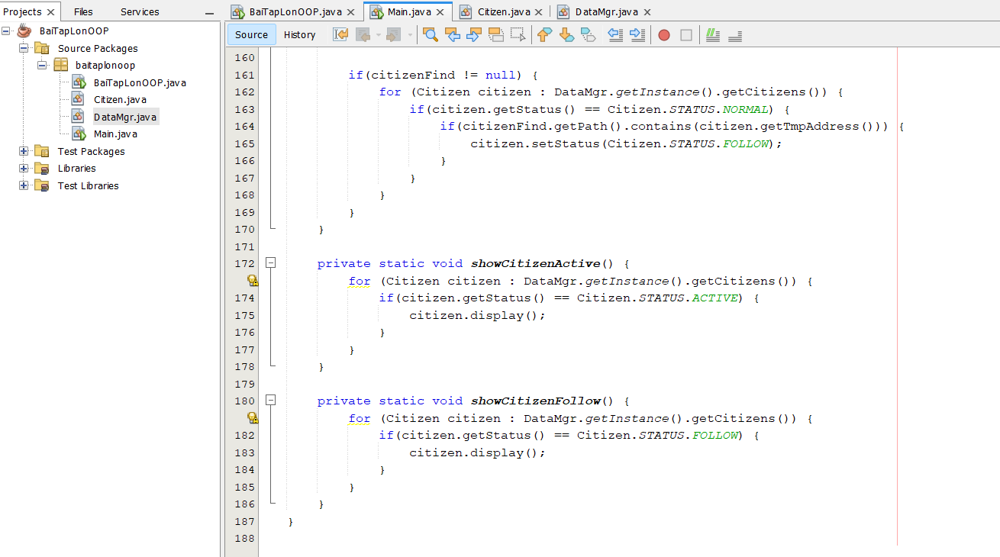 Projects
Files
Services
BaiTapLonOOP
Source Packages
baitaplonoop
BaiTapLonOOP.java
Citizen.java
DataMgr.java
Main.java
Test Packages
Libraries
Test Libraries
BaiTapLonOOP.java
Main.java
Citizen.java
DataMgr.java
Source
History
160
161 if(citizenFind != null) {
162 for (Citizen citizen : DataMgr.getInstance().getCitizens()) {
163 if(citizen.getStatus() == Citizen.STATUS.NORMAL) {
164 if(citizenFind.getPath().contains(citizen.getTmpAddress())) {
165 citizen.setStatus(Citizen.STATUS.FOLLOW);
166 }
167 }
168 }
169 }
170 }
171
172 private static void showCitizenActive() {
for (Citizen citizen : DataMgr.getInstance().getCitizens()) {
174 if(citizen.getStatus() == Citizen.STATUS.ACTIVE) {
175 citizen.display();
176 }
177 }
178 }
179
180 private static void showCitizenFollow() {
for (Citizen citizen : DataMgr.getInstance().getCitizens()) {
182 if(citizen.getStatus() == Citizen.STATUS.FOLLOW) {
183 citizen.display();
184 }
185 }
186 }
187 }
188